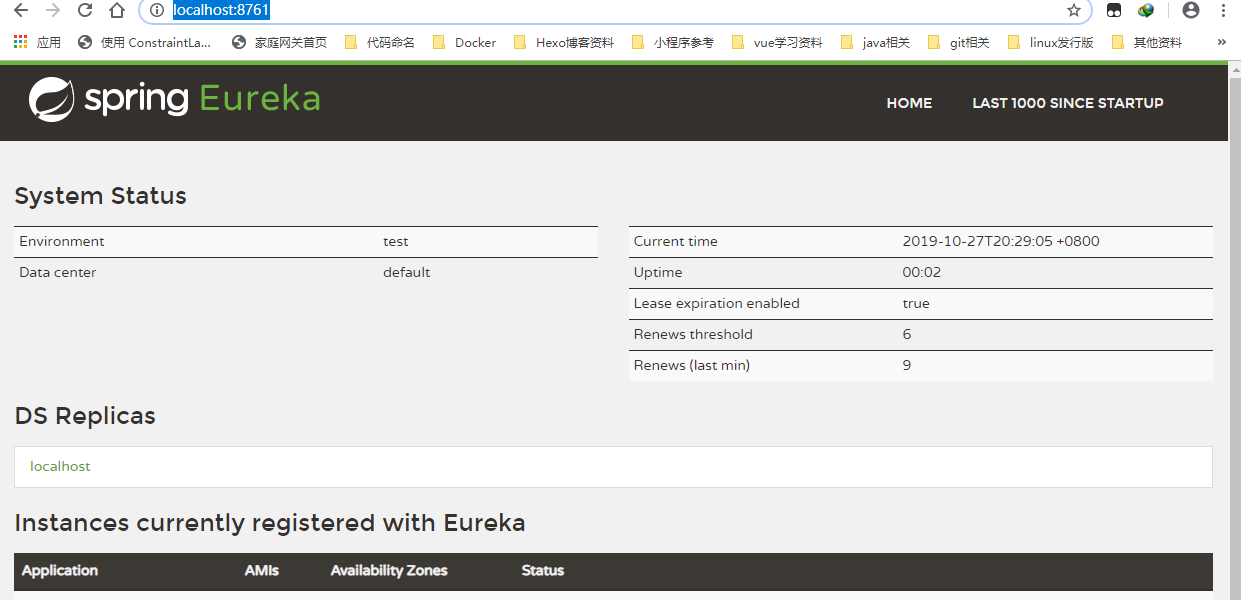 localhost:8761
应用 使用 ConstraintLa... 家庭网关首页 代码命名 Docker Hexo博客资料 小程序参考 vue学习资料 java相关 git相关 linux发行版 其他资料 »
spring Eureka HOME LAST 1000 SINCE STARTUP
System Status
Environment test Current time 2019-10-27T20:29:05 +0800
Data center default Uptime 00:02
Lease expiration enabled true
Renews threshold 6
Renews (last min) 9
DS Replicas
localhost
Instances currently registered with Eureka
Application AMIs Availability Zones Status